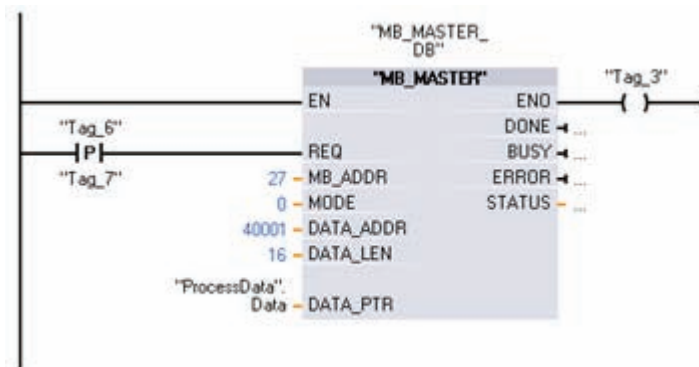 "MB_MASTER_
DB"
"MB_MASTER" "Tag_3"
EN ENO
"Tag_6" DONE ...
P REQ BUSY ...
"Tag_7" 27 MB_ADDR ERROR ...
0 MODE STATUS ...
40001 DATA_ADDR
16 DATA_LEN
"ProcessData".
Data DATA_PTR